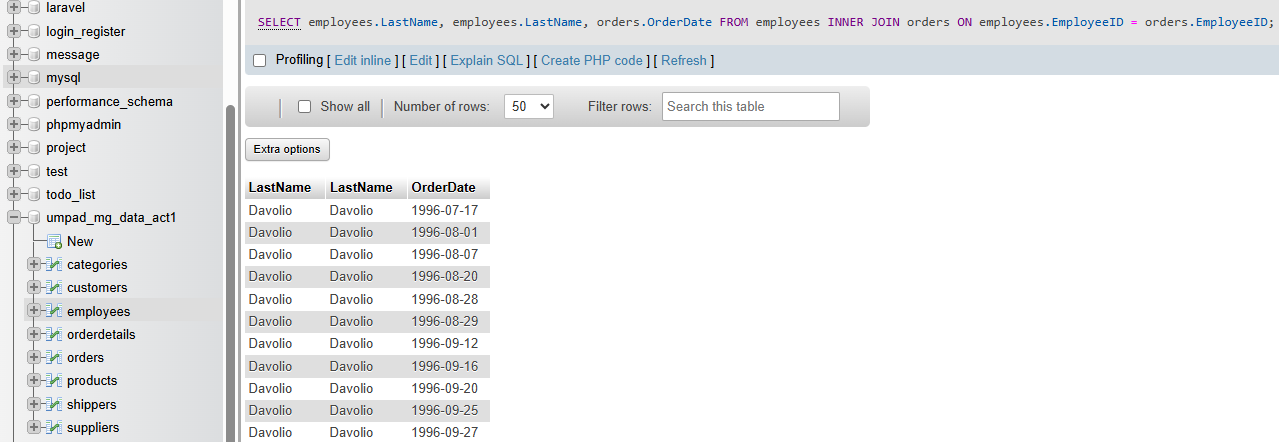 laravel
login_register
message
mysql
performance_schema
phpmyadmin
project
test
todo_list
umpad_mg_data_act1
New
categories
customers
employees
orderdetails
orders
products
shippers
suppliers
SELECT employees.LastName, employees.LastName, orders.OrderDate FROM employees INNER JOIN orders ON employees.EmployeeID = orders.EmployeeID;
Profiling [ Edit inline ] [ Edit ] [ Explain SQL ] [ Create PHP code ] [ Refresh ]
Show all Number of rows: 50 Filter rows: Search this table
Extra options
LastName LastName OrderDate
Davolio Davolio 1996-07-17
Davolio Davolio 1996-08-01
Davolio Davolio 1996-08-07
Davolio Davolio 1996-08-20
Davolio Davolio 1996-08-28
Davolio Davolio 1996-08-29
Davolio Davolio 1996-09-12
Davolio Davolio 1996-09-16
Davolio Davolio 1996-09-20
Davolio Davolio 1996-09-25
Davolio Davolio 1996-09-27